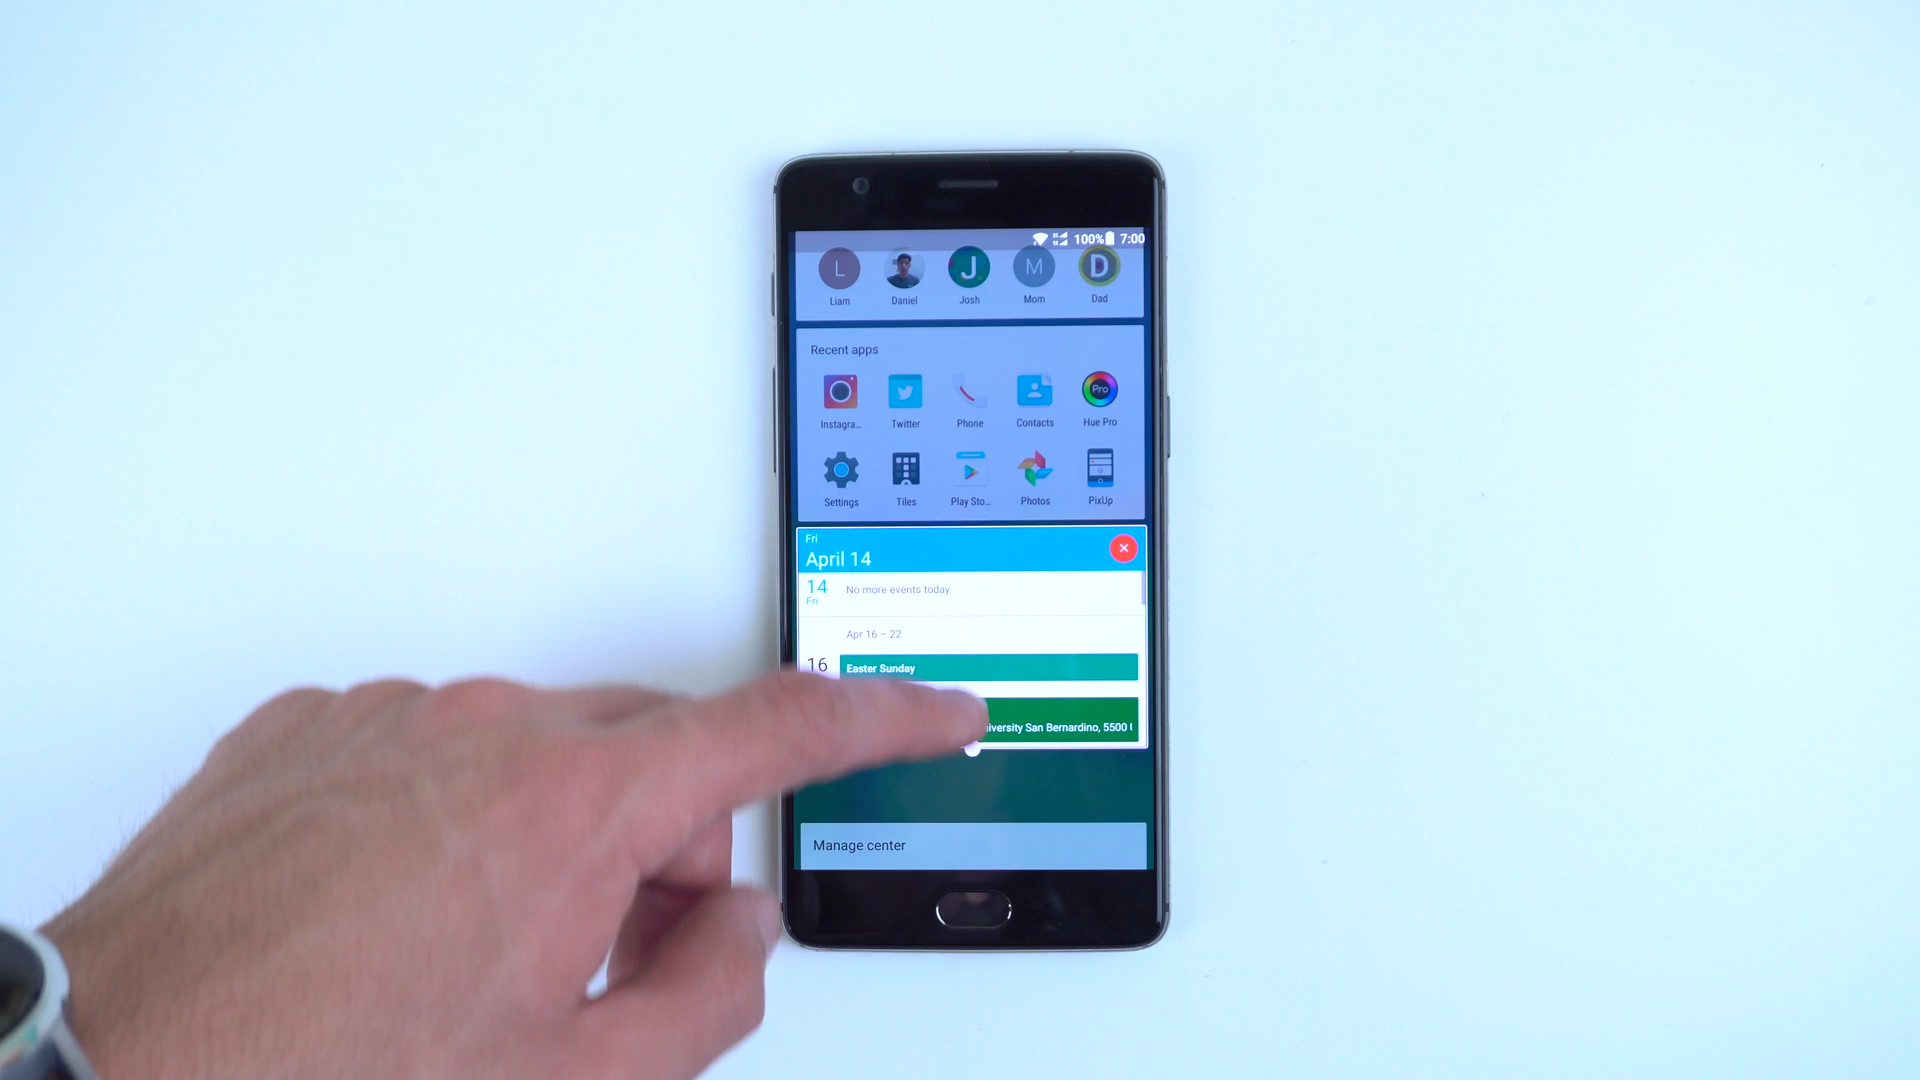 100% 7:00
L J M D
Liam Daniel Josh Mom Dad
Recent apps
Pro
Instagra... Twitter Phone Contacts Hue Pro
Settings Tiles Play Sto... Photos PixUp
Fri
April 14
14 No more events today
Fri
Apr 16 – 22
16 Easter Sunday
San Bernardino, 5500
Manage center